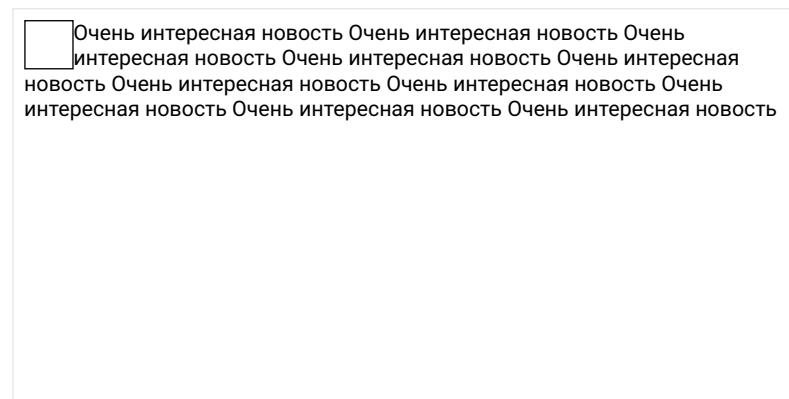 Очень интересная новость Очень интересная новость Очень
интересная новость Очень интересная новость Очень интересная
новость Очень интересная новость Очень интересная новость Очень
интересная новость Очень интересная новость Очень интересная новость